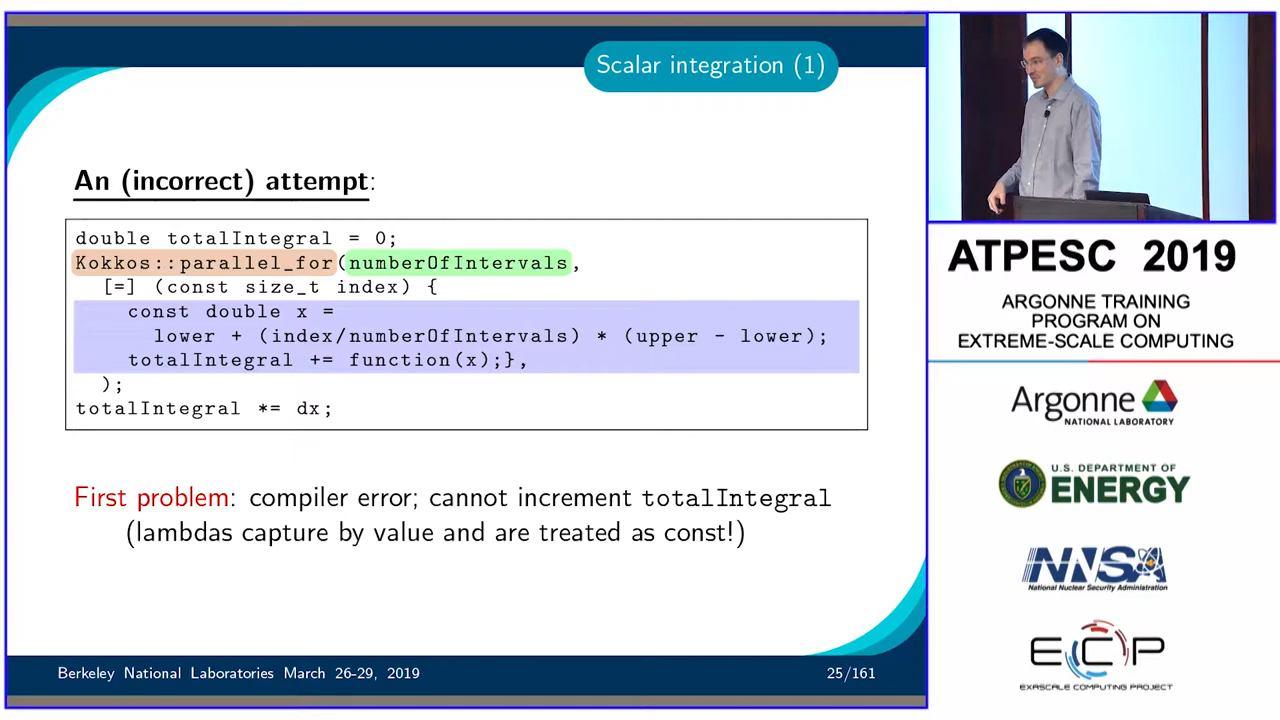 Scalar integration (1)
An (incorrect) attempt:
double totalIntegral = 0;
Kokkos::parallel_for(numberOfIntervals,
[=] (const size_t index) {
const double x =
lower + (index/numberOfIntervals) * (upper - lower);
totalIntegral += function(x);},
);
totalIntegral *= dx;
First problem: compiler error; cannot increment totalIntegral
(lambdas capture by value and are treated as const!)
Berkeley National Laboratories March 26-29, 2019
25/161
ATPESC 2019
ARGONNE TRAINING
PROGRAM ON
EXTREME-SCALE COMPUTING
Argonne
NATIONAL LABORATORY
U.S. DEPARTMENT OF
ENERGY
NNSA
National Nuclear Security Administration
ECP
EXASCALE COMPUTING PROJECT